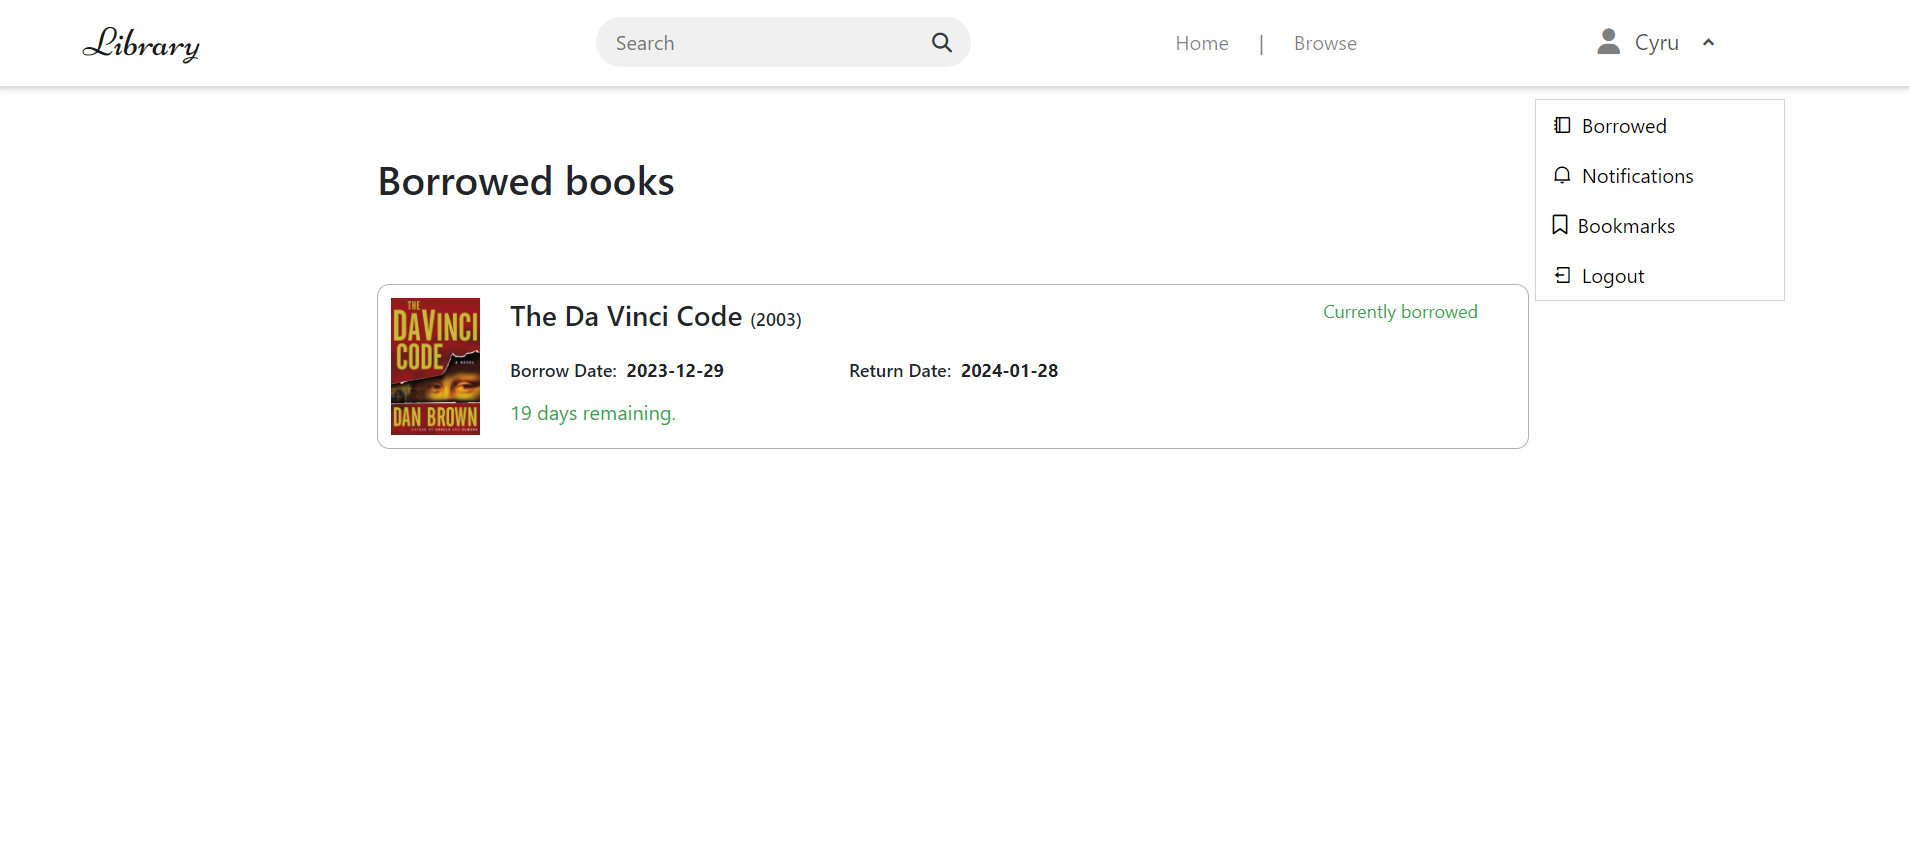 Library
Search
Home | Browse
Cyru
Borrowed
Notifications
Bookmarks
Logout
Borrowed books
THE
DAVINCI
CODE
A NOVEL
DAN BROWN
The Da Vinci Code (2003)
Currently borrowed
Borrow Date: 2023-12-29
Return Date: 2024-01-28
19 days remaining.